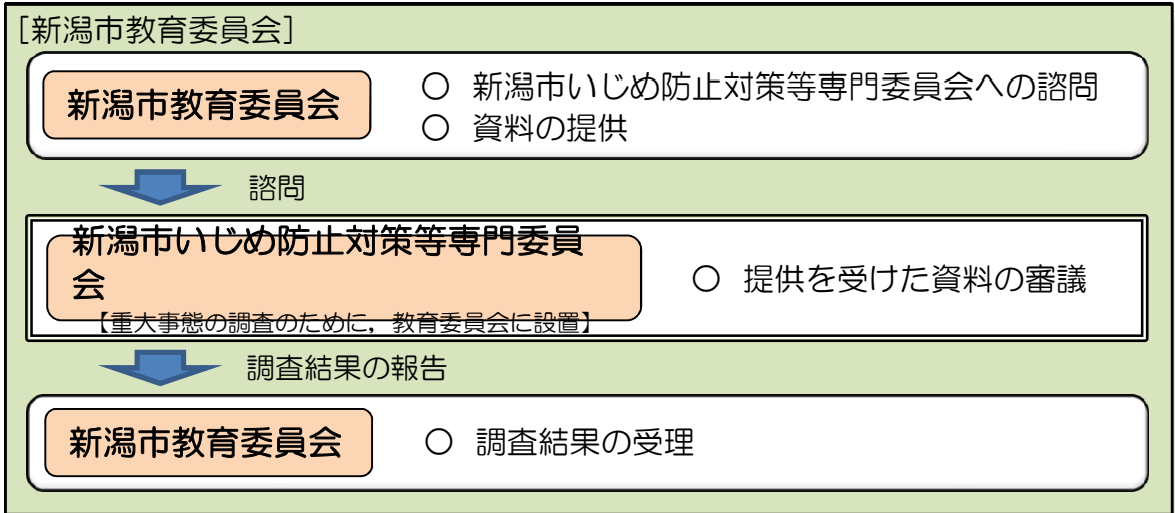 [新潟市教育委員会]
新潟市教育委員会
○ 新潟市いじめ防止対策等専門委員会への諮問
○ 資料の提供
諮問
新潟市いじめ防止対策等専門委員
会
【重大事態の調査のために，教育委員会に設置】
○ 提供を受けた資料の審議
調査結果の報告
新潟市教育委員会
○ 調査結果の受理